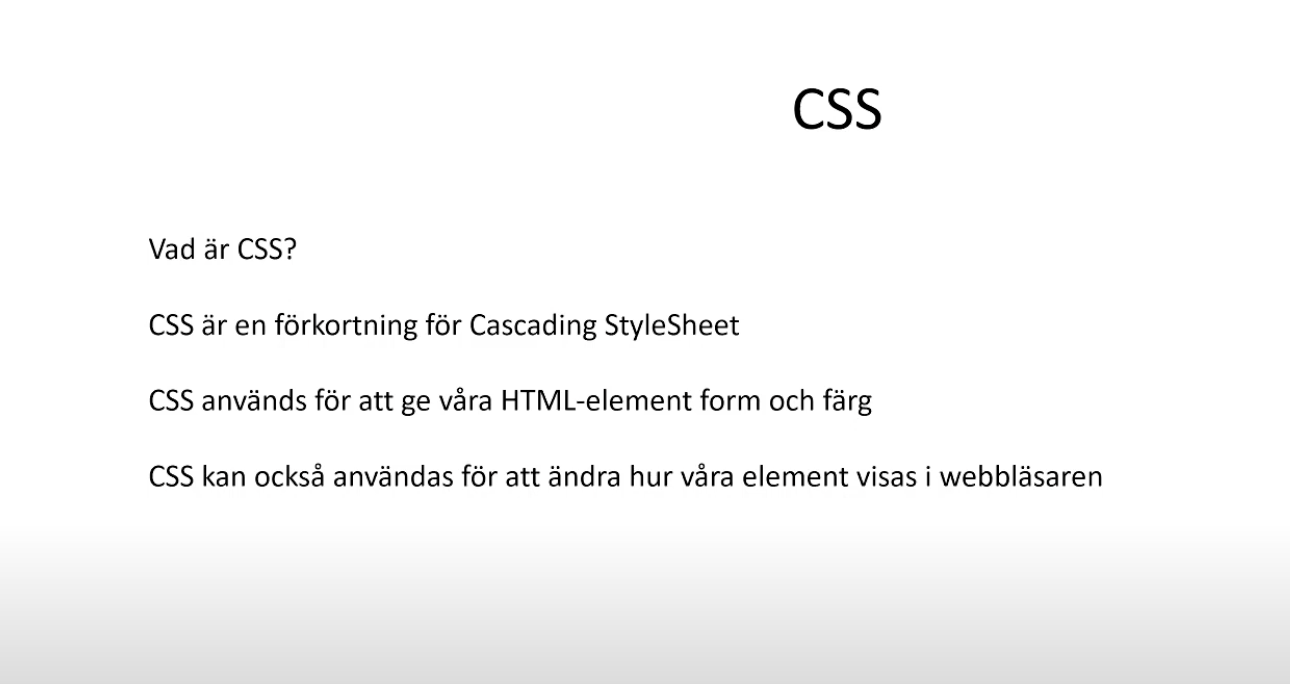 CSS
Vad är CSS?
CSS är en förkortning för Cascading StyleSheet
CSS används för att ge våra HTML-element form och färg
CSS kan också användas för att ändra hur våra element visas i webbläsaren